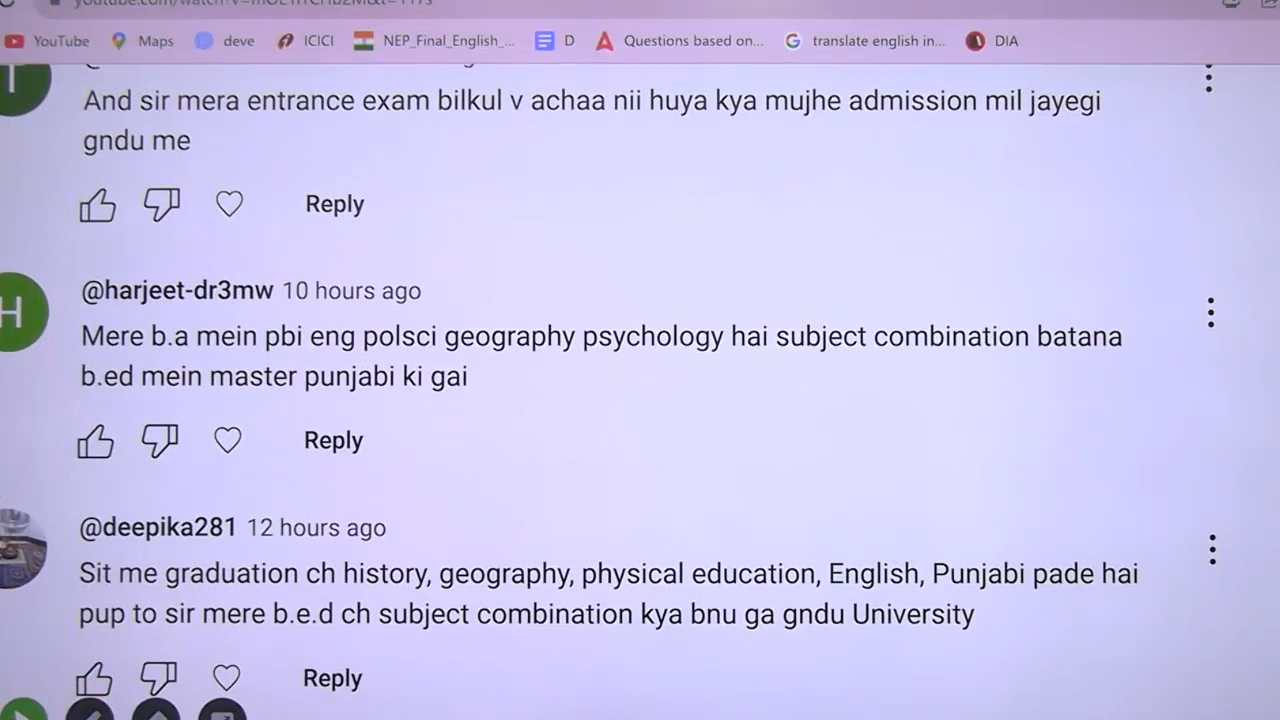 YouTube Maps deve ICICI NEP_Final_English_... D Questions based on... translate english in... DIA
And sir mera entrance exam bilkul v achaa nii huya kya mujhe admission mil jayegi
gndu me
Reply
H
@harjeet-dr3mw 10 hours ago
Mere b.a mein pbi eng polsci geography psychology hai subject combination batana
b.ed mein master punjabi ki gai
Reply
@deepika281 12 hours ago
Sit me graduation ch history, geography, physical education, English, Punjabi pade hai
pup to sir mere b.e.d ch subject combination kya bnu ga gndu University
Reply